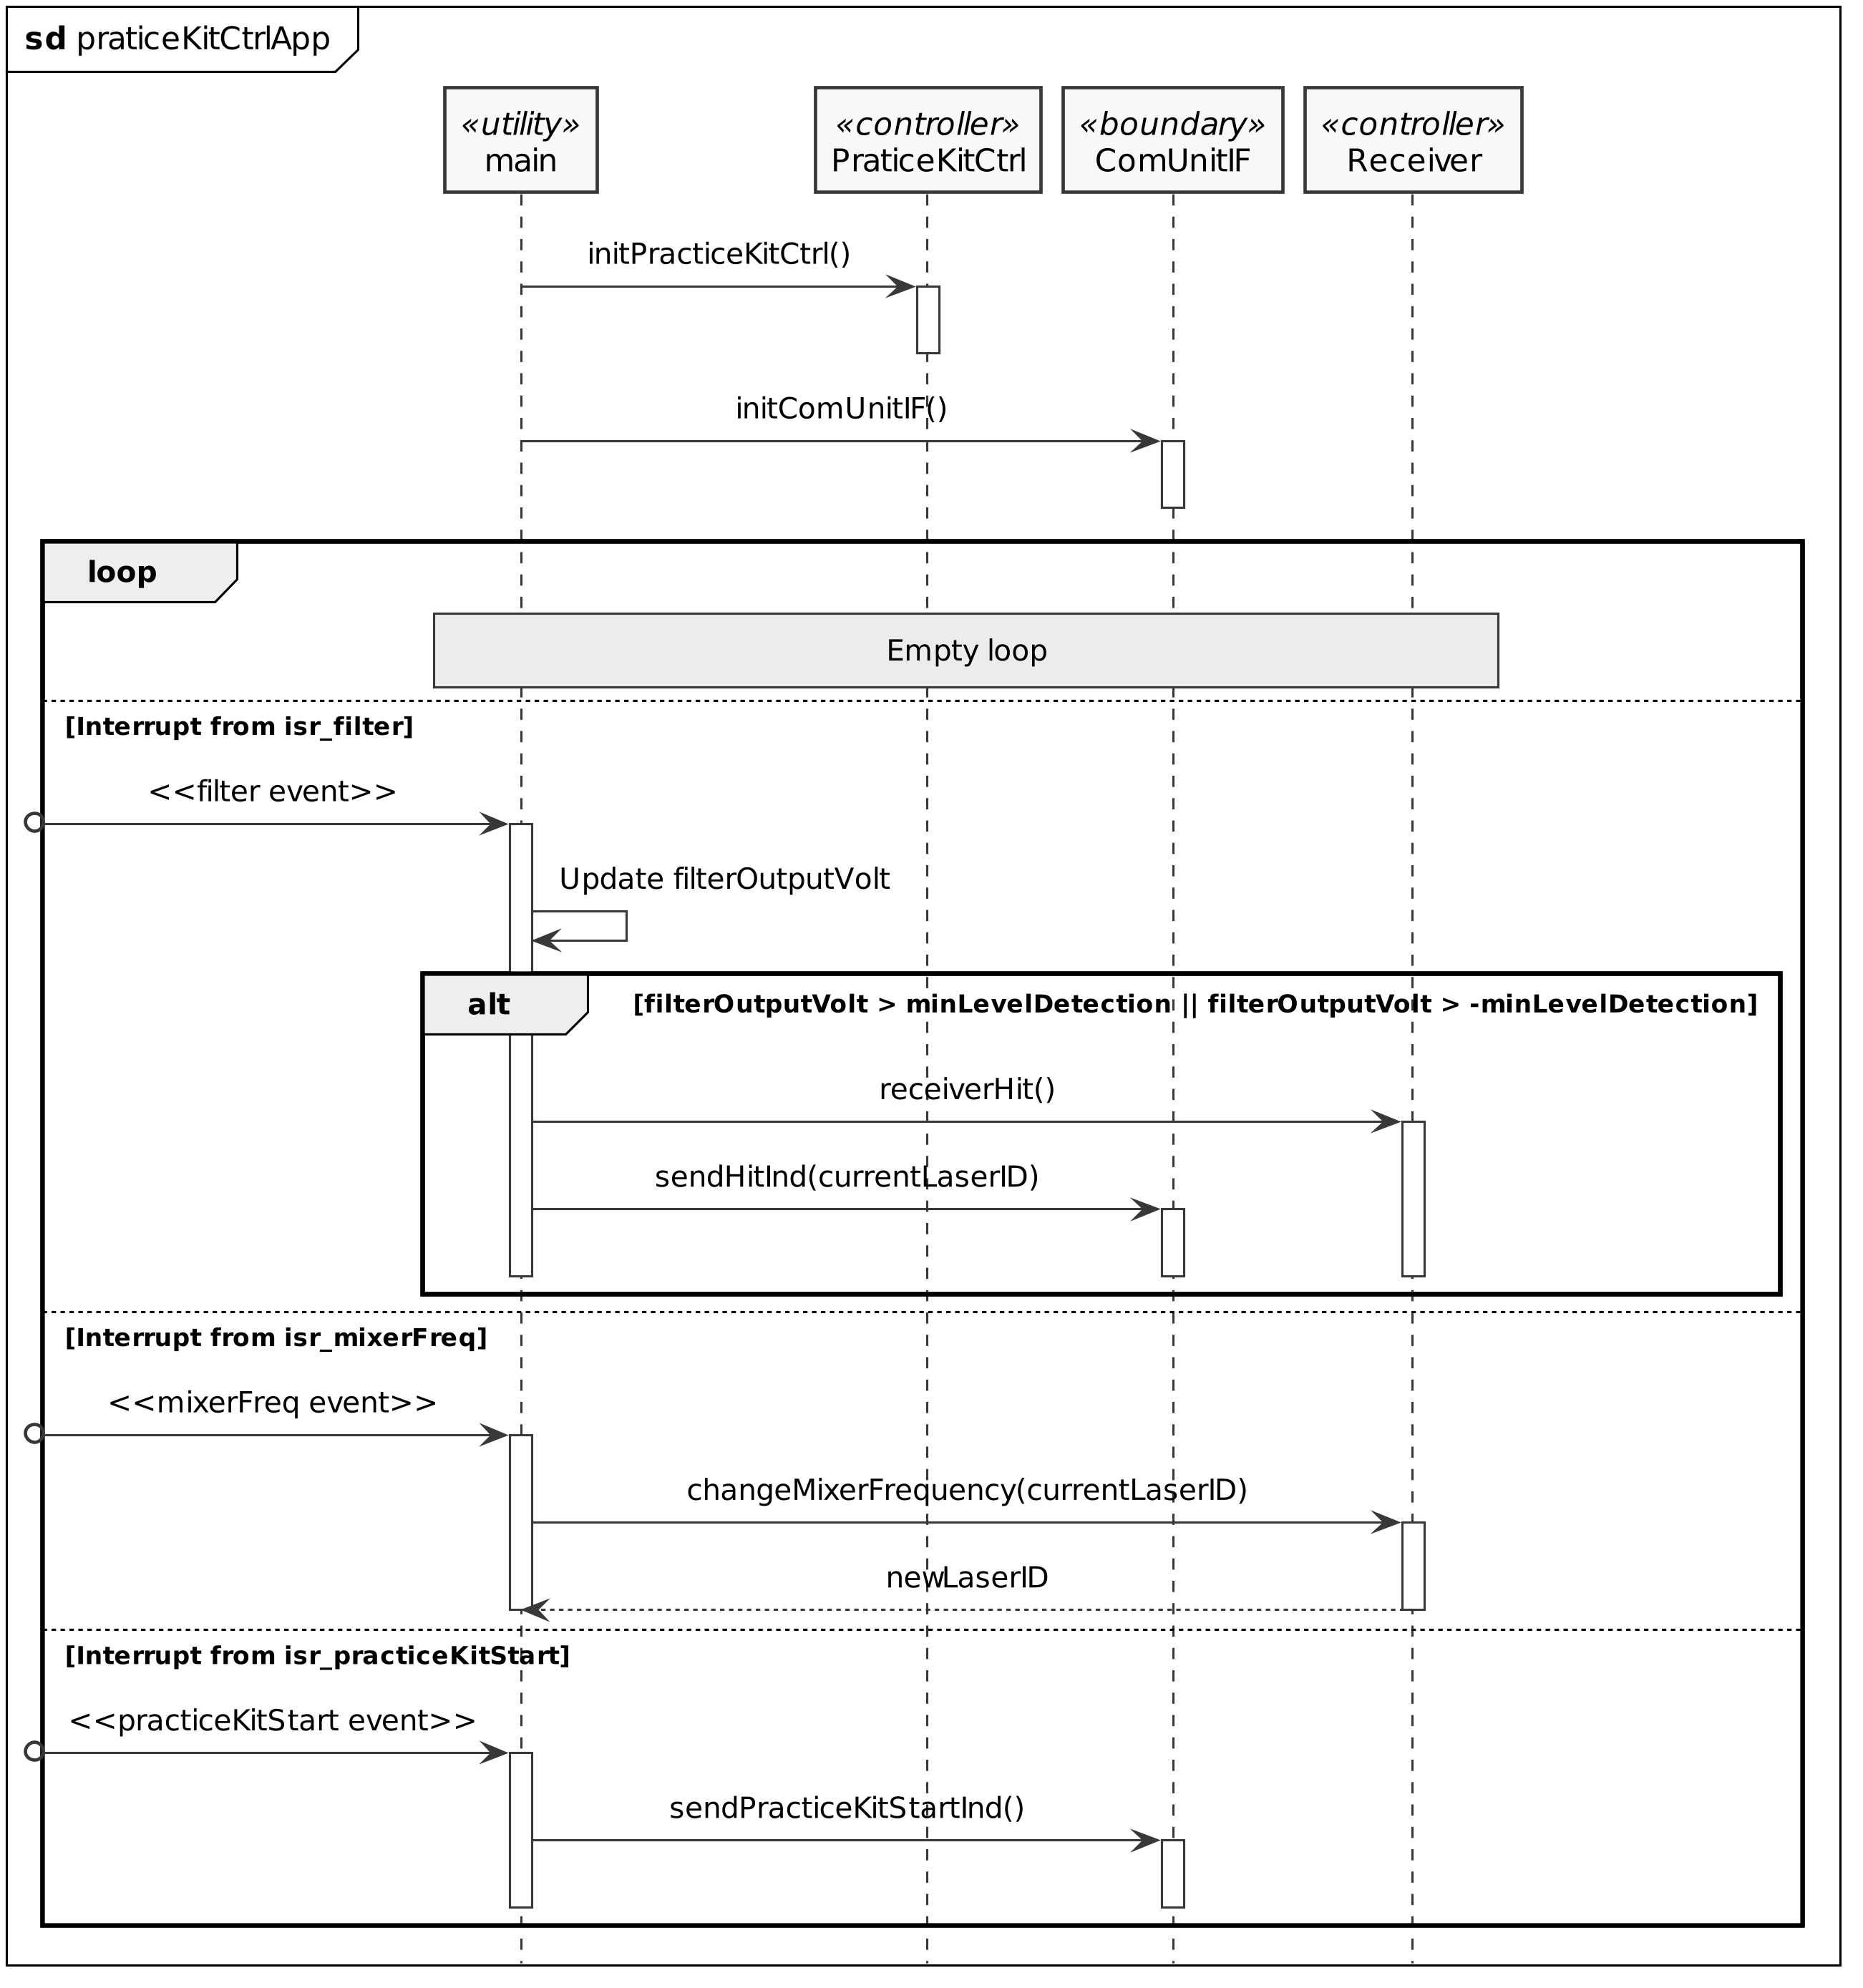 sd praticeKitCtrlApp
«utility»
main
«controller»
PraticeKitCtrl
«boundary»
ComUnitIF
«controller»
Receiver
initPracticeKitCtrl()
initComUnitIF()
loop
Empty loop
[Interrupt from isr_filter]
<<filter event>>
Update filterOutputVolt
alt [filterOutputVolt > minLevelDetection || filterOutputVolt > -minLevelDetection]
receiverHit()
sendHitInd(currentLaserID)
[Interrupt from isr_mixerFreq]
<<mixerFreq event>>
changeMixerFrequency(currentLaserID)
newLaserID
[Interrupt from isr_practiceKitStart]
<<practiceKitStart event>>
sendPracticeKitStartInd()